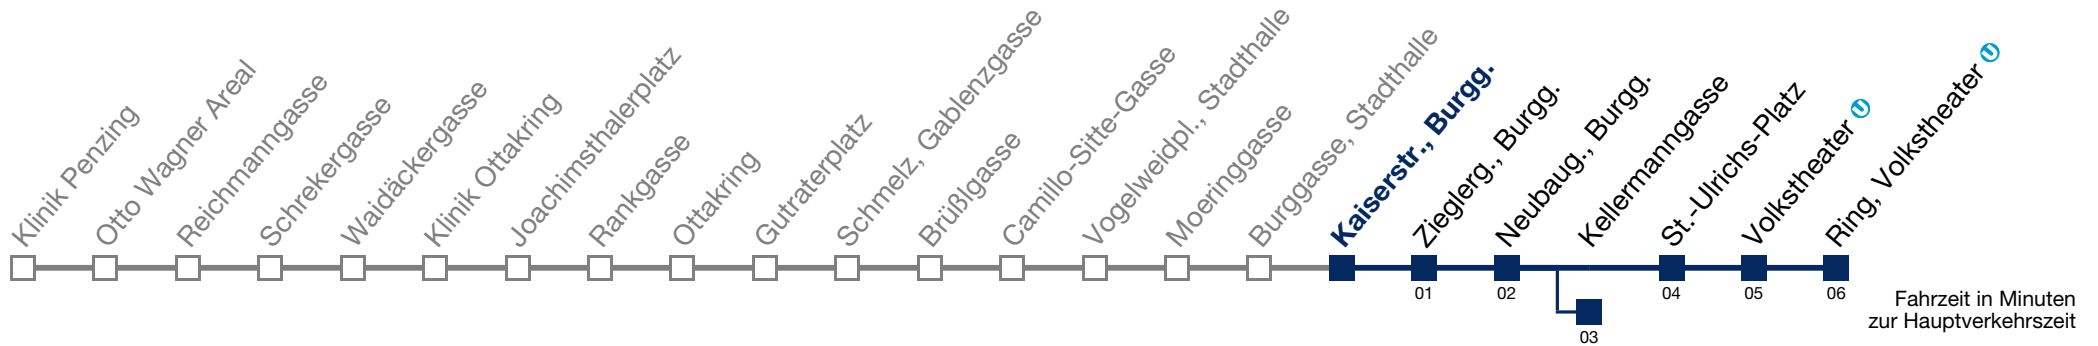 Klinik Penzing
Otto Wagner Areal
Reichmanngasse
Schrekergasse
Waidäckergasse
Klinik Ottakring
Joachimsthalerplatz
Rankgasse
Ottakring
Gutraterplatz
Schmelz, Gablenzgasse
Brüßlgasse
Camillo-Sitte-Gasse
Vogelweidpl., Stadthalle
Moeringgasse
Burggasse, Stadthalle
Kaiserstr., Burgg.
Zieglerg., Burgg.
Neubaug., Burgg.
Kellermanngasse
St.-Ulrichs-Platz
Volkstheater U
Ring, Volkstheater U
01
02
03
04
05
06
Fahrzeit in Minuten
zur Hauptverkehrszeit